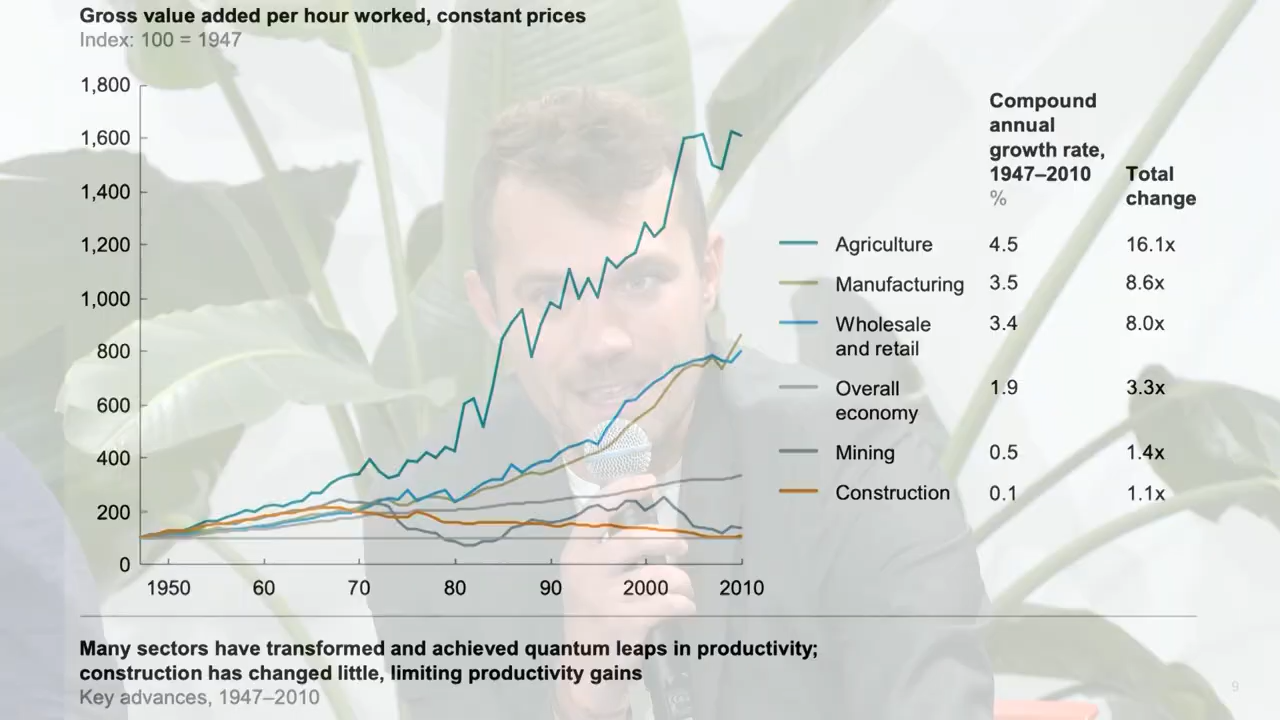 Gross value added per hour worked, constant prices
Index: 100 = 1947
1,800
1,600
1,400
1,200
1,000
800
600
400
200
0
1950 60 70 80 90 2000 2010
Compound
annual
growth rate,
1947–2010
%
Total
change
Agriculture 4.5 16.1x
Manufacturing 3.5 8.6x
Wholesale
and retail
3.4 8.0x
Overall
economy
1.9 3.3x
Mining 0.5 1.4x
Construction 0.1 1.1x
Many sectors have transformed and achieved quantum leaps in productivity;
construction has changed little, limiting productivity gains
Key advances, 1947–2010
9